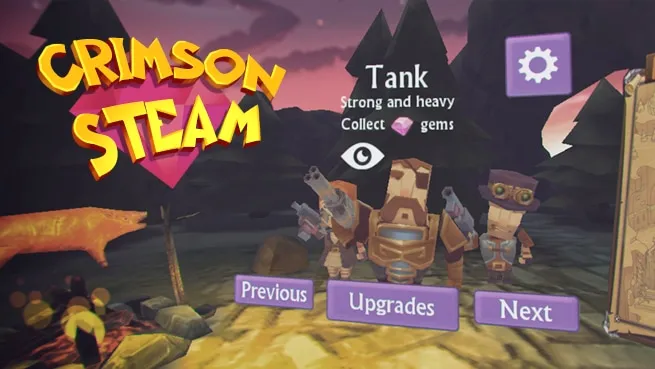 CRIMSON
STEAM
Tank
Strong and heavy
Collect gems
Previous
Upgrades
Next